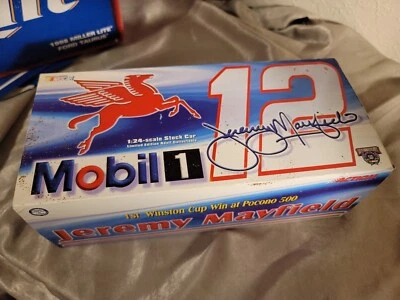 1998 MILLER LITE
FORD TAURUS
12
1:24-scale Stock Car
Jeremy Mayfield
Mobil 1
1st Winston Cup Win at Pocono 500
Jeremy Mayfield